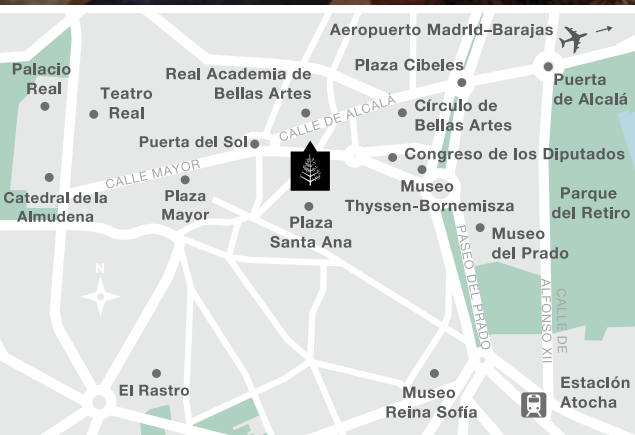 Aeropuerto Madrid–Barajas
Palacio
Real
Teatro
Real
Real Academia de
Bellas Artes
Plaza Cibeles
Puerta
de Alcalá
CALLE DE ALCALÁ
Círculo de
Bellas Artes
Puerta del Sol
Congreso de los Diputados
CALLE MAYOR
Catedral de la
Almudena
Plaza
Mayor
Museo
Thyssen-Bornemisza
Parque
del Retiro
Plaza
Santa Ana
Museo
del Prado
PASEO DEL PRADO
CALLE DE
ALFONSO XII
N
El Rastro
Museo
Reina Sofía
Estación
Atocha